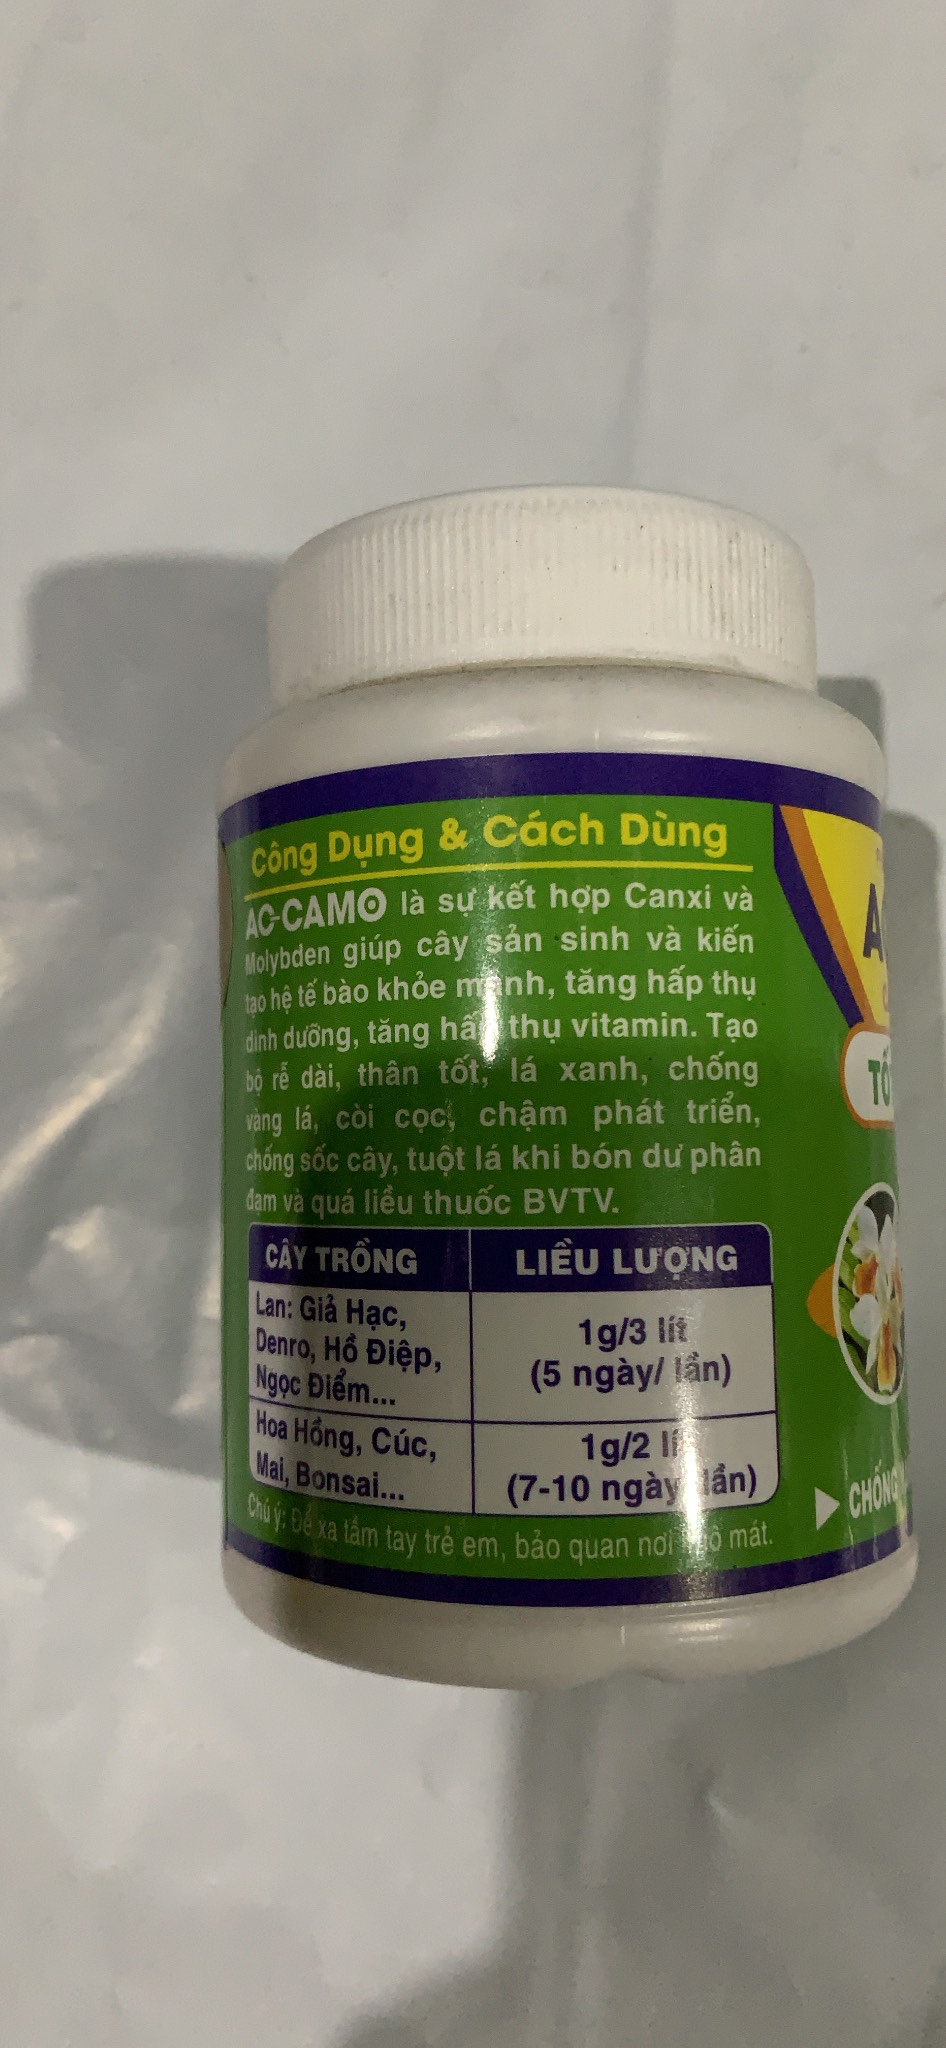 Công Dụng & Cách Dùng
AC-CAMO là sự kết hợp Canxi và
Molybden giúp cây sản sinh và kiến
tạo hệ tế bào khỏe mạnh, tăng hấp thụ
dinh dưỡng, tăng hấp thụ vitamin. Tạo
bộ rễ dài, thân tốt, lá xanh, chống
vàng lá, còi cọc, chậm phát triển,
chống sốc cây, tuột lá khi bón dư phân
đạm và quá liều thuốc BVTV.
CÂY TRỒNG LIỀU LƯỢNG
Lan: Giả Hạc,
Denro, Hồ Điệp,
Ngọc Điểm...
1g/3 lít
(5 ngày/ lần)
Hoa Hồng, Cúc,
Mai, Bonsai...
1g/2 lít
(7-10 ngày/ lần)
Chú ý: Để xa tầm tay trẻ em, bảo quản nơi khô mát.
CHỐNG